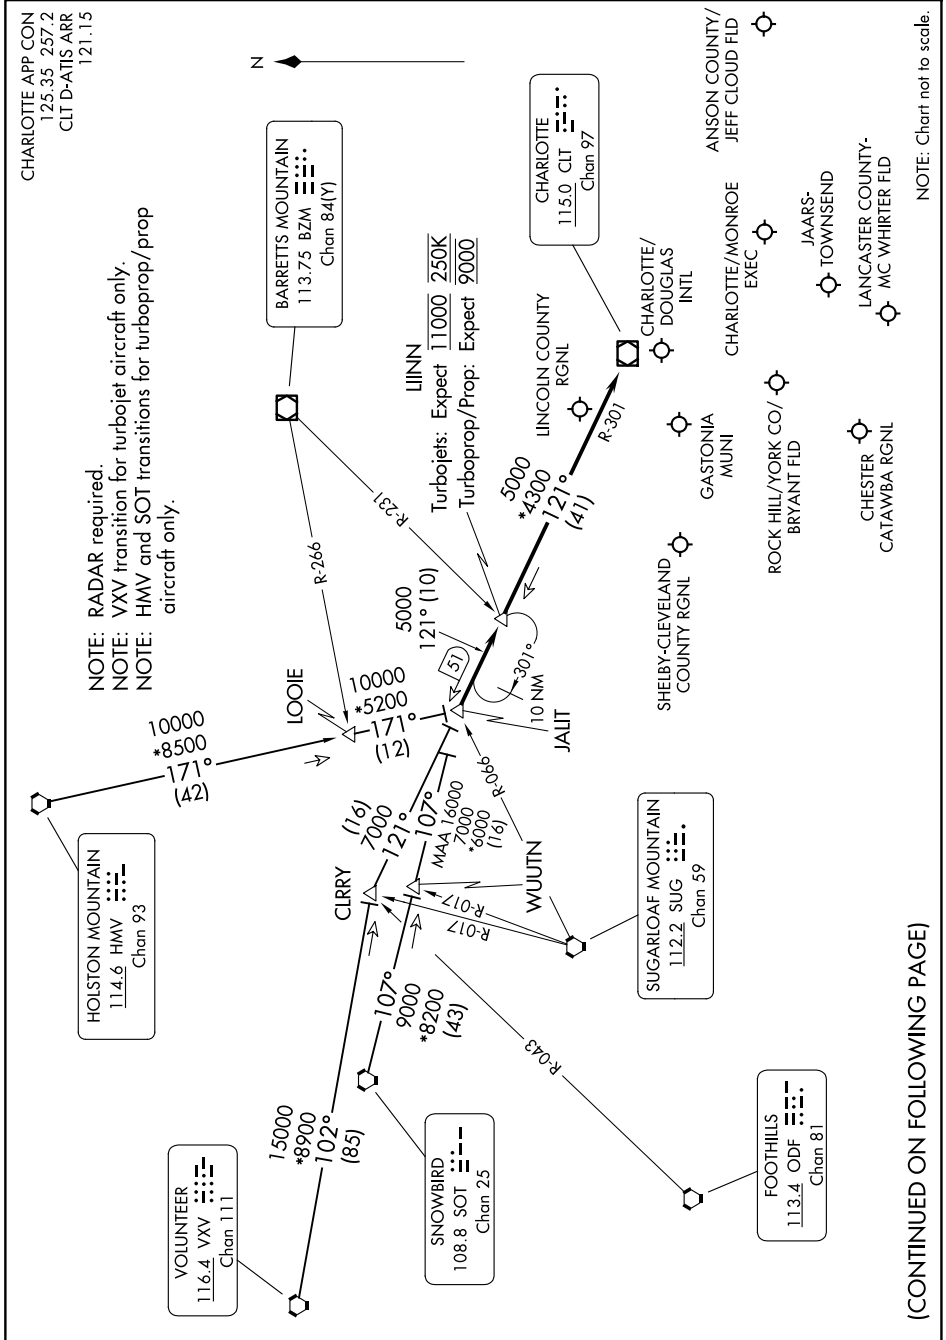 CHARLOTTE APP CON
125.35 257.2
CLT D-ATIS ARR
121.15
NOTE: RADAR required.
NOTE: VXV transition for turbojet aircraft only.
NOTE: HMV and SOT transitions for turboprop/prop
aircraft only.
N
HOLSTON MOUNTAIN
114.6 HMV
Chan 93
10000
*8500
171°
(42)
LOOIE
R-266
BARRETTS MOUNTAIN
113.75 BZM
Chan 84(Y)
VOLUNTEER
116.4 VXV
Chan 111
15000
*8900
102°
(85)
CLRRY
(16)
7000
121°
10000
*5200
171°
(12)
5000
121° (10)
R-231
LIINN
Turbojets: Expect 11000 250K
Turboprop/Prop: Expect 9000
SNOWBIRD
108.8 SOT
Chan 25
107°
9000
*8200
(43)
107°
MAA 16000
7000
*6000
(16)
51
R-017
R-017
R-066
WUUTN
JALIT
10 NM
301°
5000
*4300
121°
(41)
R-301
LINCOLN COUNTY
RGNL
CHARLOTTE
115.0 CLT
Chan 97
CHARLOTTE/
DOUGLAS
INTL
R-043
SUGARLOAF MOUNTAIN
112.2 SUG
Chan 59
SHELBY-CLEVELAND
COUNTY RGNL
GASTONIA
MUNI
CHARLOTTE/MONROE
EXEC
ANSON COUNTY/
JEFF CLOUD FLD
FOOTHILLS
113.4 ODF
Chan 81
ROCK HILL/YORK CO/
BRYANT FLD
JAARS-
TOWNSEND
CHESTER
CATAWBA RGNL
LANCASTER COUNTY-
MC WHIRTER FLD
(CONTINUED ON FOLLOWING PAGE)
NOTE: Chart not to scale.